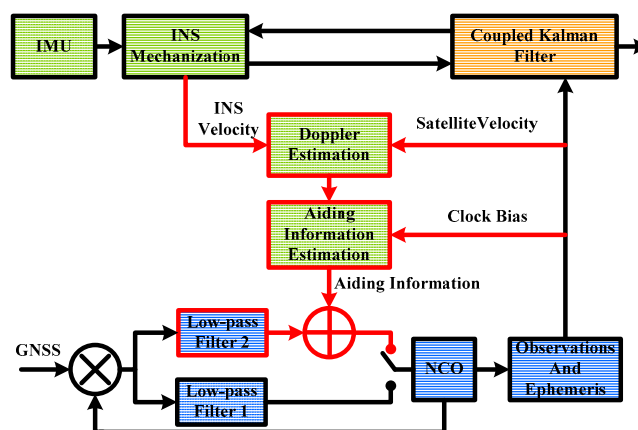 IMU
INS
Mechanization
Coupled Kalman
Filter
INS
Velocity
Doppler
Estimation
SatelliteVelocity
Aiding
Information
Estimation
Clock Bias
Aiding Information
GNSS
Low-pass
Filter 2
Low-pass
Filter 1
NCO
Observations
And
Ephemeris